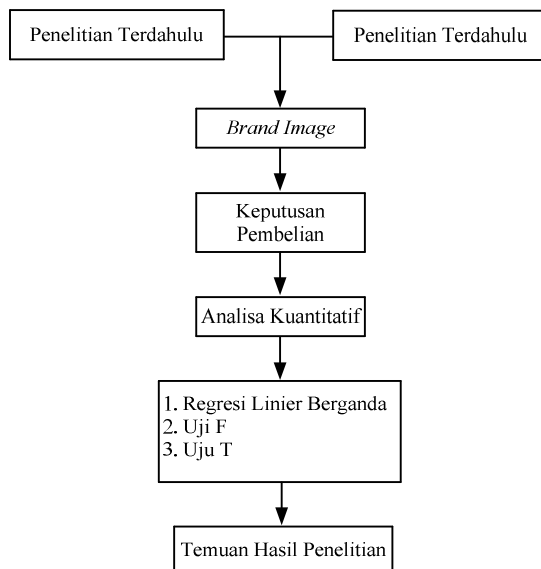 Penelitian Terdahulu
Penelitian Terdahulu
Brand Image
Keputusan
Pembelian
Analisa Kuantitatif
1. Regresi Linier Berganda
2. Uji F
3. Uju T
Temuan Hasil Penelitian